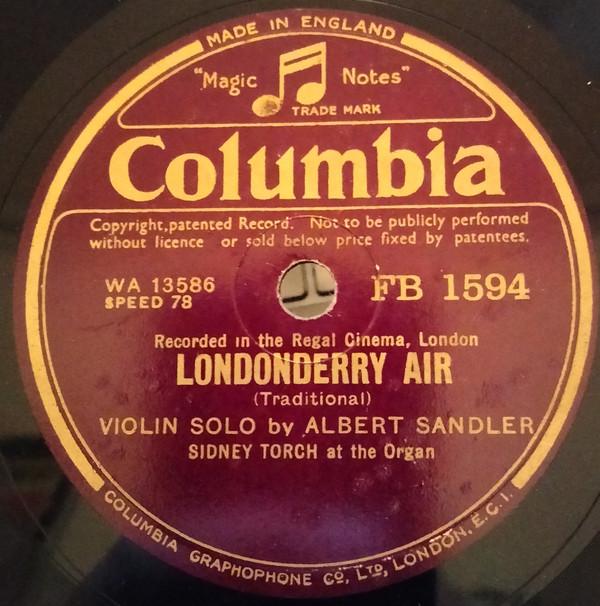 MADE IN ENGLAND
"Magic Notes"
TRADE MARK
Columbia
Copyright, patented Record. Not to be publicly performed
without licence or sold below price fixed by patentees.
WA 13586 FB 1594
SPEED 78
Recorded in the Regal Cinema, London
LONDONDERRY AIR
(Traditional)
VIOLIN SOLO by ALBERT SANDLER
SIDNEY TORCH at the Organ
COLUMBIA GRAPHOPHONE Co, LTD, LONDON, E.C.1.